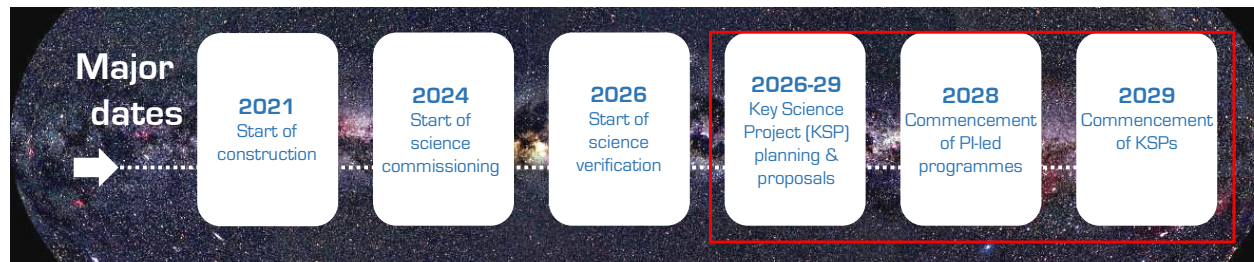 Major
dates
2021
Start of
construction
2024
Start of
science
commissioning
2026
Start of
science
verification
2026-29
Key Science
Project (KSP)
planning &
proposals
2028
Commencement
of PI-led
programmes
2029
Commencement
of KSPs